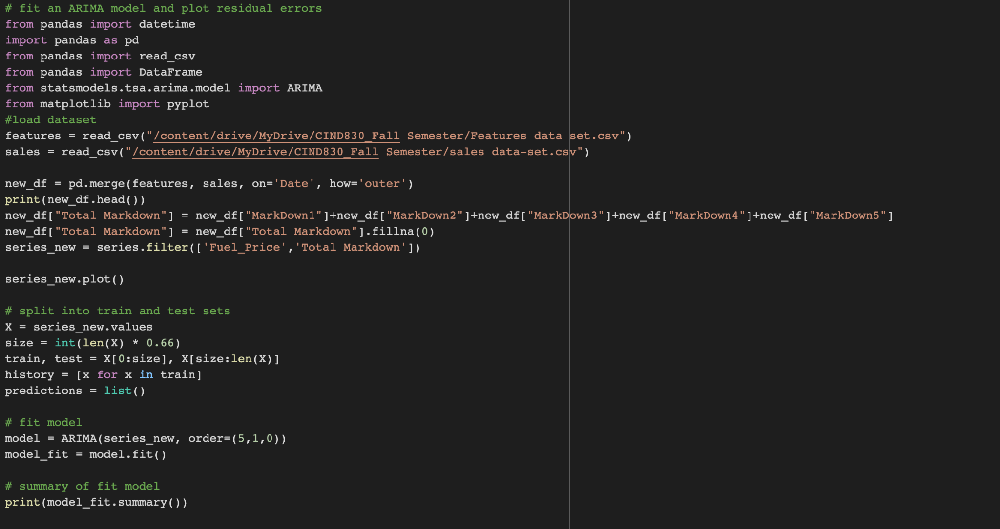 # fit an ARIMA model and plot residual errors
from pandas import datetime
import pandas as pd
from pandas import read_csv
from pandas import DataFrame
from statsmodels.tsa.arima.model import ARIMA
from matplotlib import pyplot
#load dataset
features = read_csv("/content/drive/MyDrive/CIND830_Fall Semester/Features data set.csv")
sales = read_csv("/content/drive/MyDrive/CIND830_Fall Semester/sales data-set.csv")
new_df = pd.merge(features, sales, on='Date', how='outer')
print(new_df.head())
new_df["Total Markdown"] = new_df["MarkDown1"]+new_df["MarkDown2"]+new_df["MarkDown3"]+new_df["MarkDown4"]+new_df["MarkDown5"]
new_df["Total Markdown"] = new_df["Total Markdown"].fillna(0)
series_new = series.filter(['Fuel_Price','Total Markdown'])
series_new.plot()
# split into train and test sets
X = series_new.values
size = int(len(X) * 0.66)
train, test = X[0:size], X[size:len(X)]
history = [x for x in train]
predictions = list()
# fit model
model = ARIMA(series_new, order=(5,1,0))
model_fit = model.fit()
# summary of fit model
print(model_fit.summary())